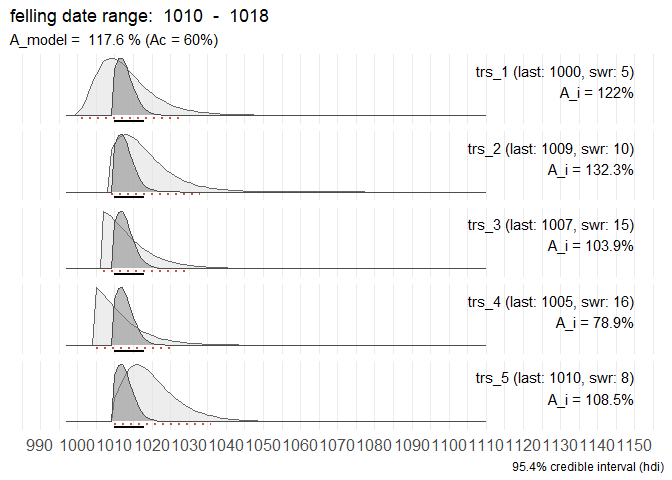 felling date range: 1010 - 1018
A_model = 117.6 % (Ac = 60%)
trs_1 (last: 1000, swr: 5)
A_i = 122%
trs_2 (last: 1009, swr: 10)
A_i = 132.3%
trs_3 (last: 1007, swr: 15)
A_i = 103.9%
trs_4 (last: 1005, swr: 16)
A_i = 78.9%
trs_5 (last: 1010, swr: 8)
A_i = 108.5%
990 1000 1010 1020 1030 1040 1050 1060 1070 1080 1090 1100 1110 1120 1130 1140 1150
95.4% credible interval (hdi)